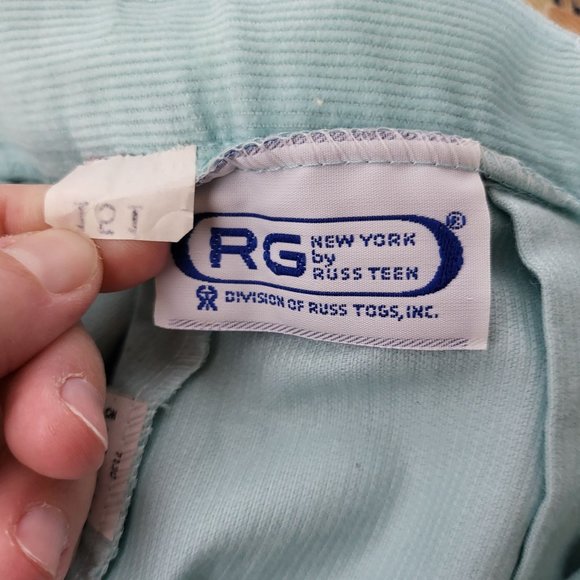 RG NEW YORK
by
RUSS TEEN
®
DIVISION OF RUSS TOGS, INC.